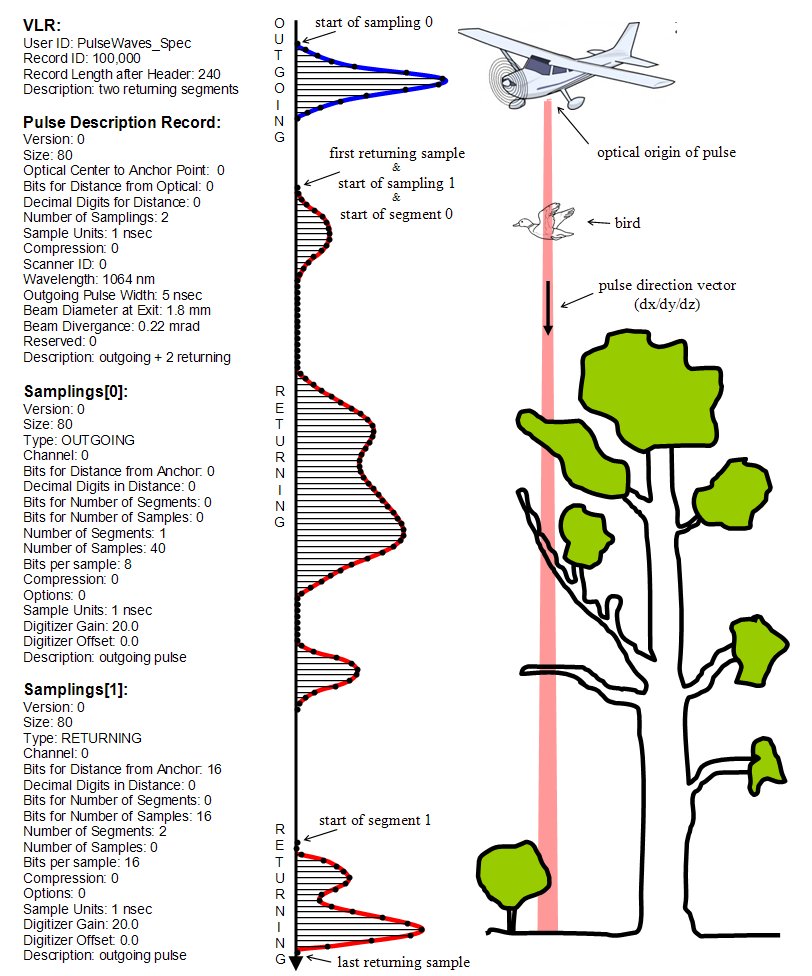 VLR:
User ID: PulseWaves_Spec
Record ID: 100,000
Record Length after Header: 240
Description: two returning segments
Pulse Description Record:
Version: 0
Size: 80
Optical Center to Anchor Point:  0
Bits for Distance from Optical: 0
Decimal Digits for Distance: 0
Number of Samplings: 2
Sample Units: 1 nsec
Compression: 0
Scanner ID: 0
Wavelength: 1064 nm
Outgoing Pulse Width: 5 nsec
Beam Diameter at Exit: 1.8 mm
Beam Divergance: 0.22 mrad
Reserved: 0
Description: outgoing + 2 returning
Samplings[0]:
Version: 0
Size: 80
Type: OUTGOING
Channel: 0
Bits for Distance from Anchor: 0
Decimal Digits in Distance: 0
Bits for Number of Segments: 0
Bits for Number of Samples: 0
Number of Segments: 1
Number of Samples: 40
Bits per sample: 8
Compression: 0
Options: 0
Sample Units: 1 nsec
Digitizer Gain: 20.0
Digitizer Offset: 0.0
Description: outgoing pulse
Samplings[1]:
Version: 0
Size: 80
Type: RETURNING
Channel: 0
Bits for Distance from Anchor: 16
Decimal Digits in Distance: 0
Bits for Number of Segments: 0
Bits for Number of Samples: 16
Number of Segments: 2
Number of Samples: 0
Bits per sample: 16
Compression: 0
Options: 0
Sample Units: 1 nsec
Digitizer Gain: 20.0
Digitizer Offset: 0.0
Description: outgoing pulse
OUTGOING
start of sampling 0
first returning sample
&
start of sampling 1
&
start of segment 0
RETURNING
start of segment 1
RETURNING
last returning sample
optical origin of pulse
bird
pulse direction vector
(dx/dy/dz)